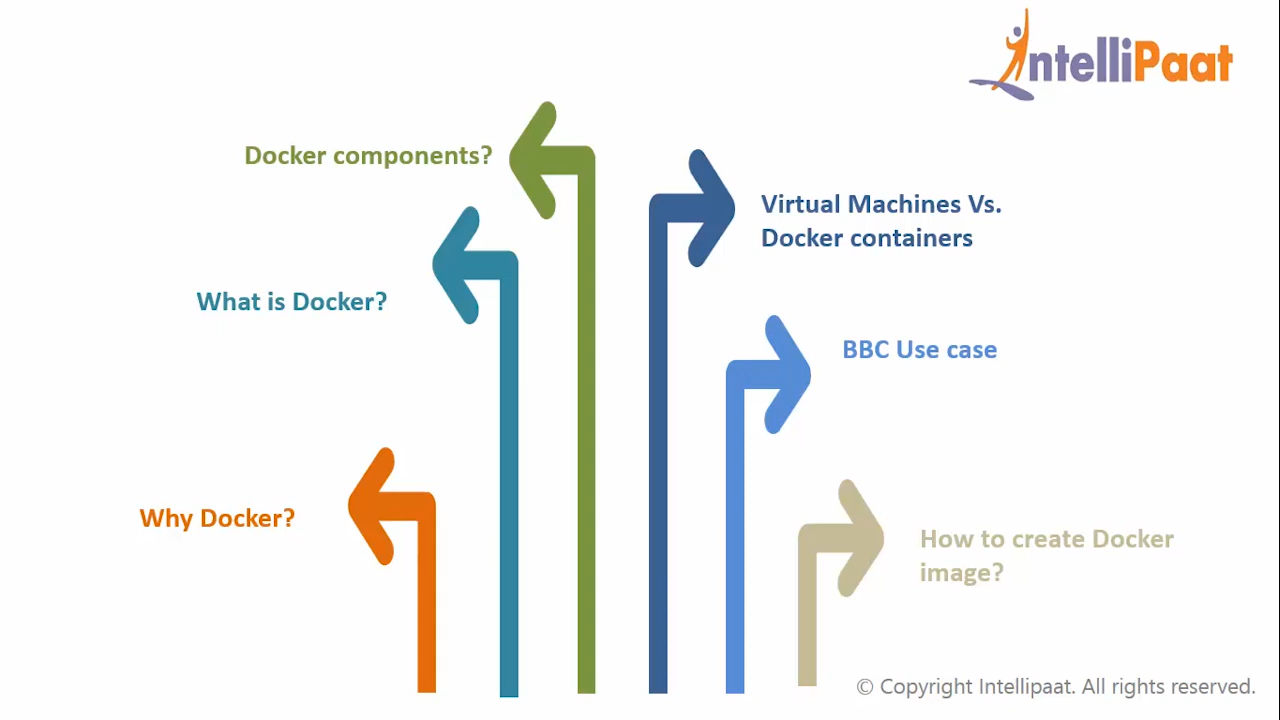 IntelliPaat
Docker components?
Virtual Machines Vs.
Docker containers
What is Docker?
BBC Use case
Why Docker?
How to create Docker
image?
© Copyright Intellipaat. All rights reserved.